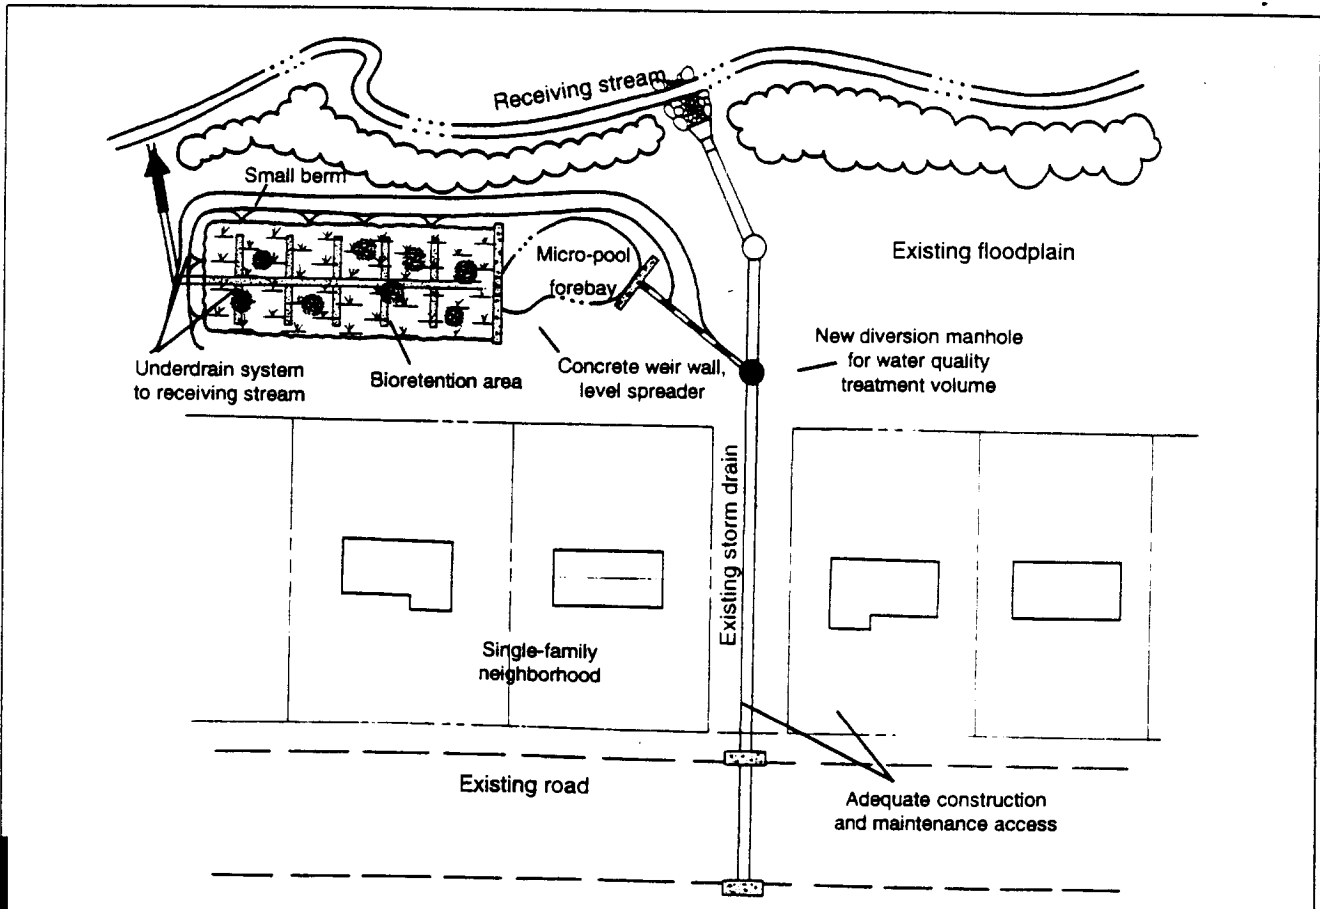 Receiving stream
Small berm
Micro-pool
forebay
Existing floodplain
New diversion manhole
for water quality
treatment volume
Underdrain system
to receiving stream
Bioretention area
Concrete weir wall,
level spreader
Existing storm drain
Single-family
neighborhood
Existing road
Adequate construction
and maintenance access